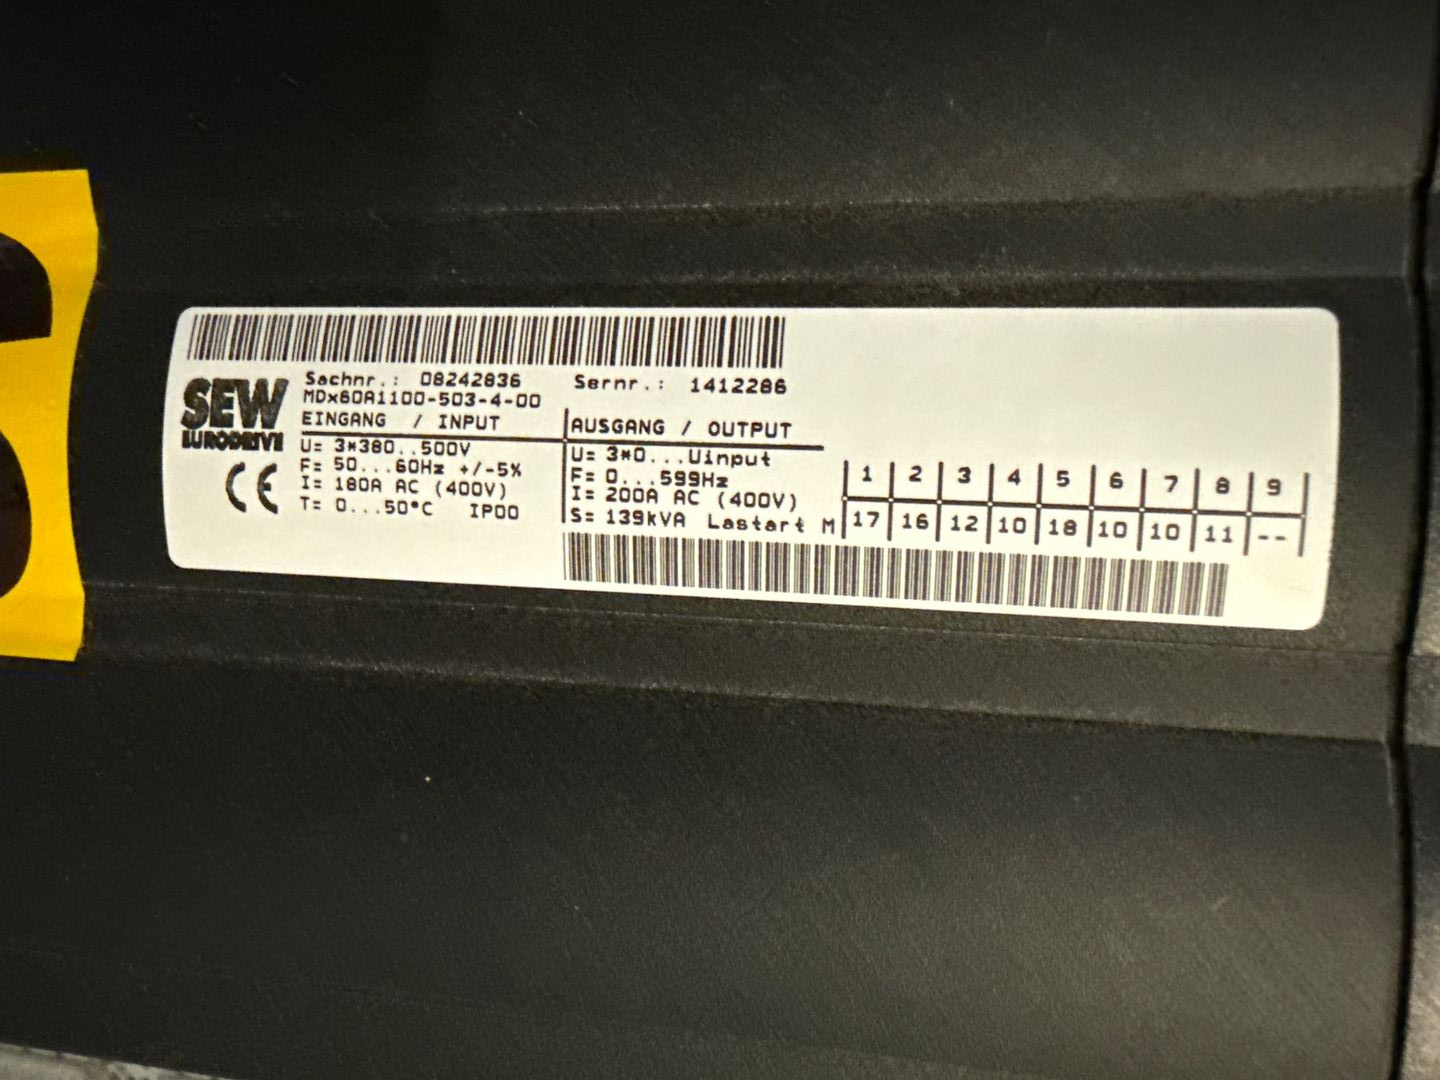 Sachnr.: 08242836 Sernr.: 1412286
MDx60A1100-503-4-00
SEW
EURODRIVE
CE
EINGANG / INPUT
U= 3*380..500V
F= 50...60Hz +/-5%
I= 180A AC (400V)
T= 0...50°C IP00
AUSGANG / OUTPUT
U= 3*0...Uinput
F= 0...599Hz
I= 200A AC (400V)
S= 139kVA Lastart M
1 2 3 4 5 6 7 8 9
17 16 12 10 18 10 10 11 --